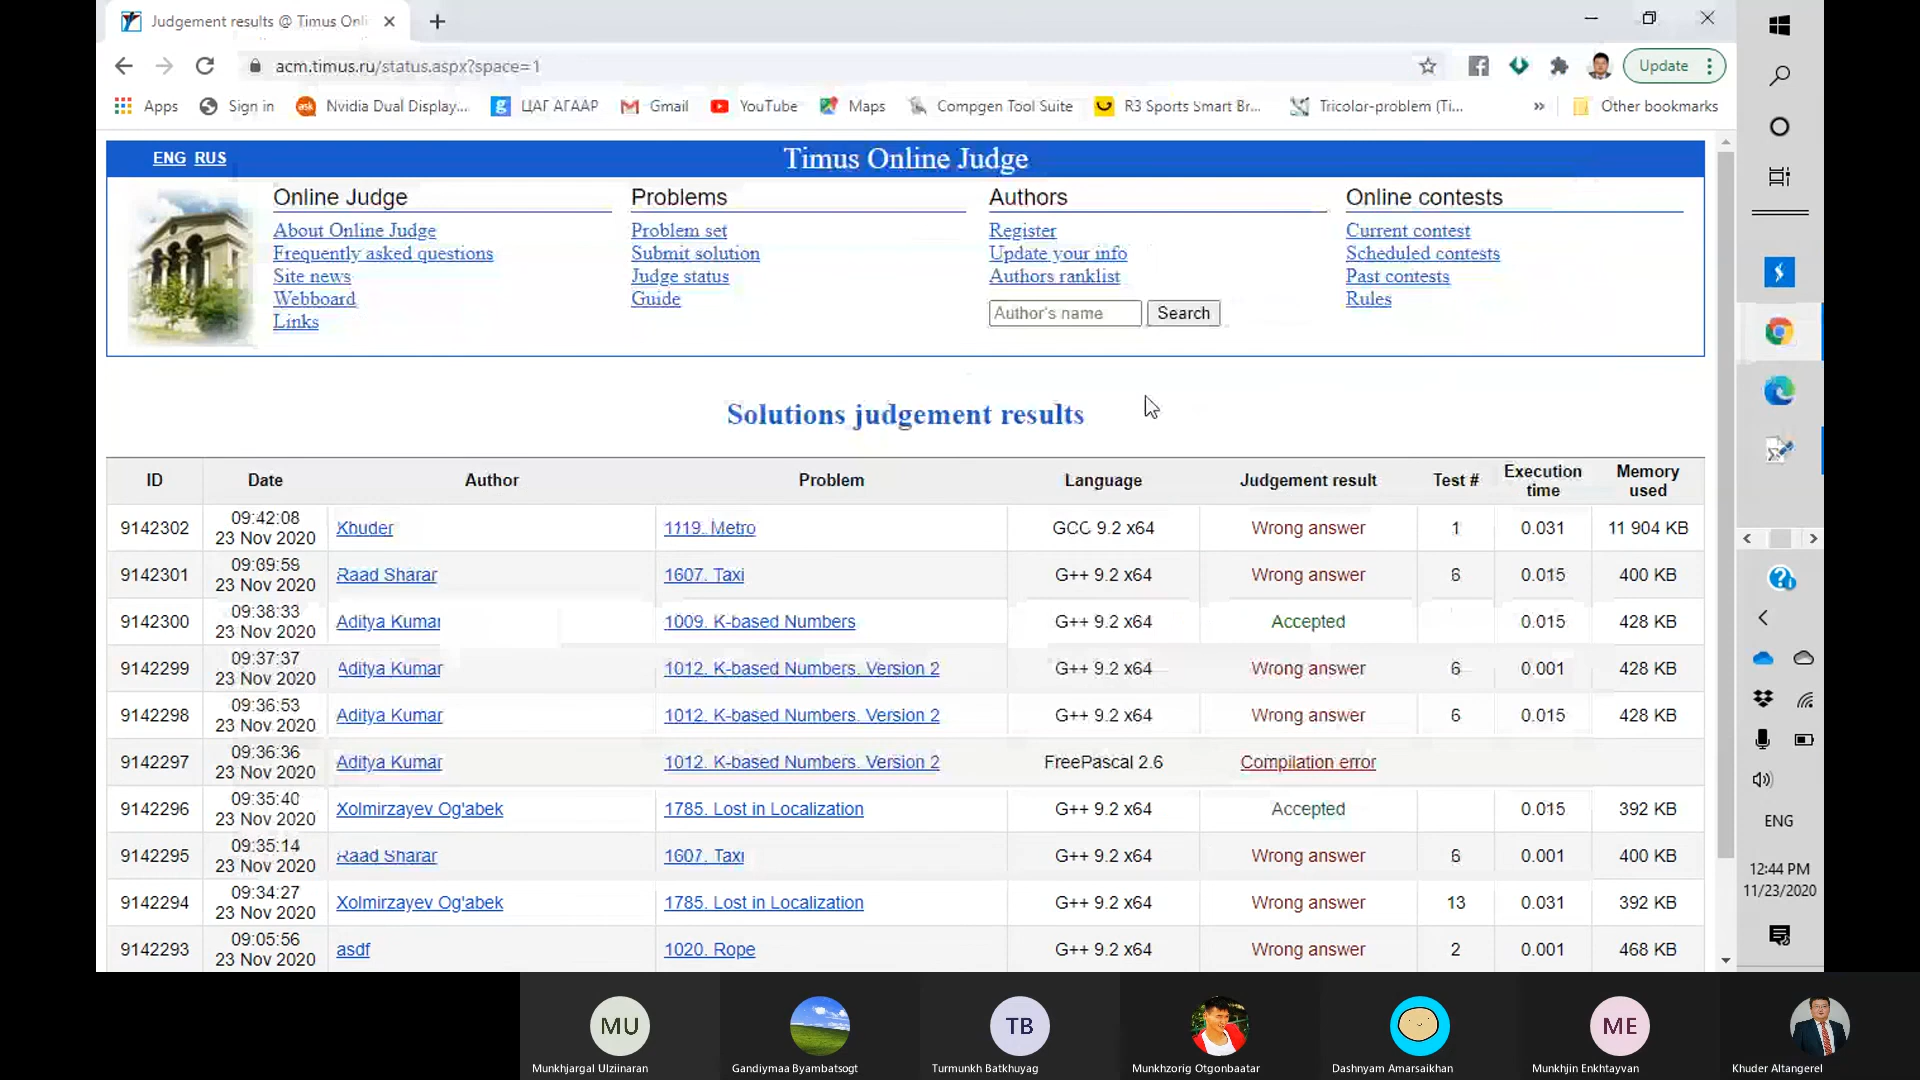 Judgement results @ Timus Onli
acm.timus.ru/status.aspx?space=1
Update
Apps Sign in Nvidia Dual Display... ЦАГ АГААР Gmail YouTube Maps Compgen Tool Suite R3 Sports Smart Br... Tricolor-problem (Ti... » Other bookmarks
ENG RUS Timus Online Judge
Online Judge Problems Authors Online contests
About Online Judge Problem set Register Current contest
Frequently asked questions Submit solution Update your info Scheduled contests
Site news Judge status Authors ranklist Past contests
Webboard Guide Rules
Links Author's name Search
Solutions judgement results
ID Date Author Problem Language Judgement result Test # Execution time Memory used
9142302 09:42:08 23 Nov 2020 Khuder 1119. Metro GCC 9.2 x64 Wrong answer 1 0.031 11 904 KB
9142301 09:39:59 23 Nov 2020 Raad Sharar 1607. Taxi G++ 9.2 x64 Wrong answer 6 0.015 400 KB
9142300 09:38:33 23 Nov 2020 Aditya Kumar 1009. K-based Numbers G++ 9.2 x64 Accepted 0.015 428 KB
9142299 09:37:37 23 Nov 2020 Aditya Kumar 1012. K-based Numbers. Version 2 G++ 9.2 x64 Wrong answer 6 0.001 428 KB
9142298 09:36:53 23 Nov 2020 Aditya Kumar 1012. K-based Numbers. Version 2 G++ 9.2 x64 Wrong answer 6 0.015 428 KB
9142297 09:36:36 23 Nov 2020 Aditya Kumar 1012. K-based Numbers. Version 2 FreePascal 2.6 Compilation error
9142296 09:35:40 23 Nov 2020 Xolmirzayev Og'abek 1785. Lost in Localization G++ 9.2 x64 Accepted 0.015 392 KB
9142295 09:35:14 23 Nov 2020 Raad Sharar 1607. Taxi G++ 9.2 x64 Wrong answer 6 0.001 400 KB
9142294 09:34:27 23 Nov 2020 Xolmirzayev Og'abek 1785. Lost in Localization G++ 9.2 x64 Wrong answer 13 0.031 392 KB
9142293 09:05:56 23 Nov 2020 asdf 1020. Rope G++ 9.2 x64 Wrong answer 2 0.001 468 KB
ENG
12:44 PM
11/23/2020
MU TB ME
Munkhjargal Ulziinaran Gandiymaa Byambatsogt Turmunkh Batkhuyag Munkhzorig Otgonbaatar Dashnyam Amarsaikhan Munkhjin Enkhtayvan Khuder Altangerel